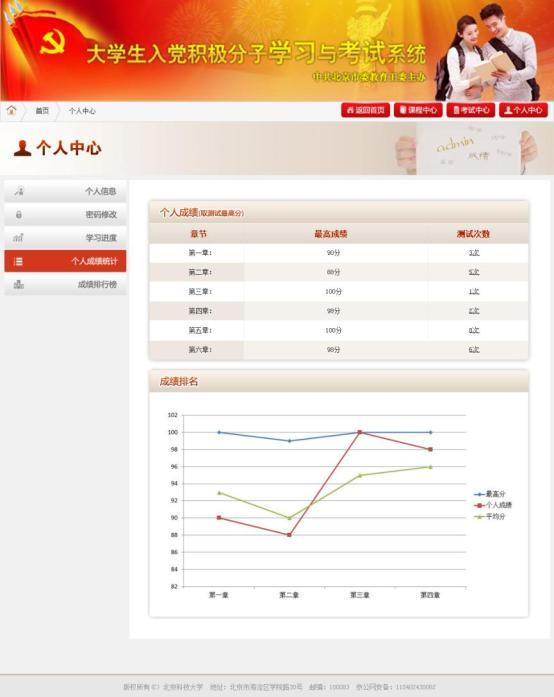 大学生入党积极分子学习与考试系统
中共北京市委教育工委主办
首页 个人中心 返回首页 课程中心 考试中心 个人中心
个人中心
admin
成绩
个人信息
密码修改
学习进度
个人成绩统计
成绩排行榜
个人成绩(取测试最高分)
章节 最高成绩 测试次数
第一章: 90分 3次
第二章: 88分 5次
第三章: 100分 1次
第四章: 98分
第五章: 100分 8次
第六章: 98分 6次
成绩排名
102
100
98
96
94
92
90
88
86
84
82
第一章 第二章 第三章 第四章
最高分
个人成绩
平均分
版权所有 ©》北京科技大学 地址: 北京市海淀区学院路30号 邮编: 100083 京公网安备: 110402430082